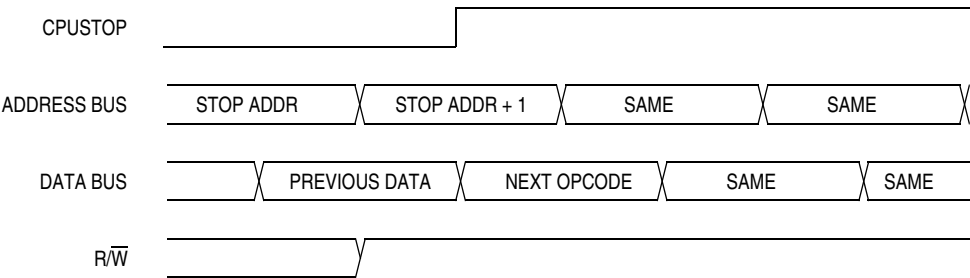 CPUSTOP
ADDRESS BUS STOP ADDR STOP ADDR + 1 SAME SAME
DATA BUS PREVIOUS DATA NEXT OPCODE SAME SAME
R/W̅